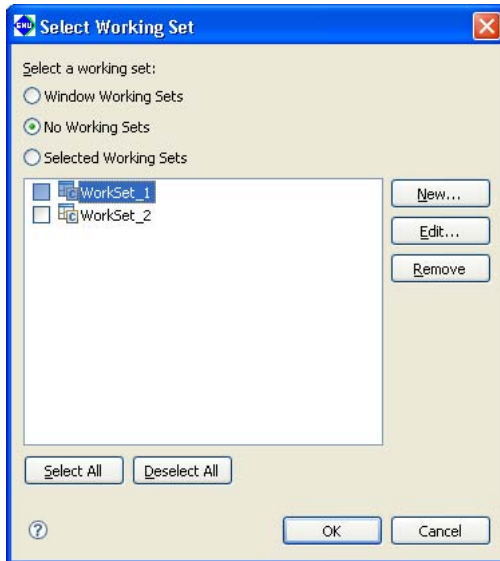 GNU Select Working Set
Select a working set:
Window Working Sets
No Working Sets
Selected Working Sets
WorkSet_1
WorkSet_2
New...
Edit...
Remove
Select All Deselect All
? OK Cancel